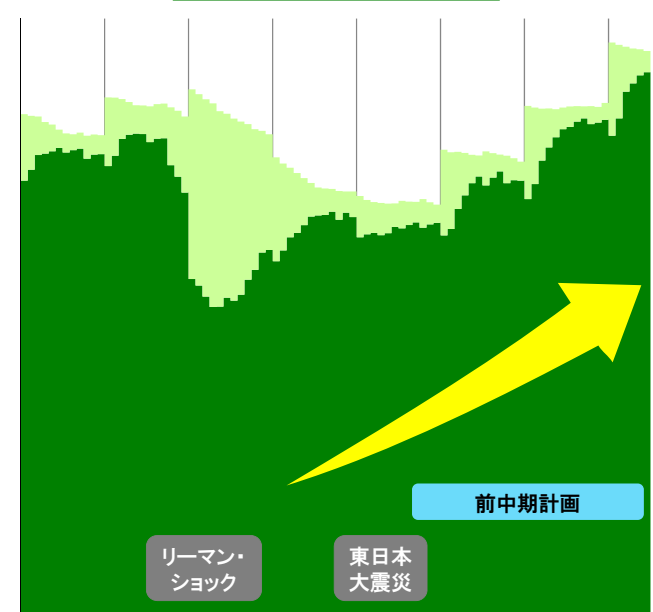 前中期計画
リーマン・
ショック
東日本
大震災